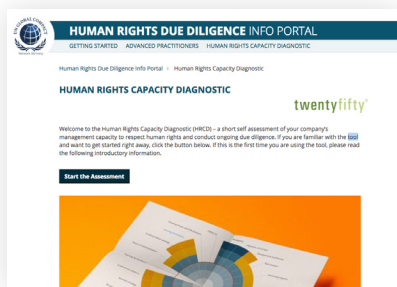 HUMAN RIGHTS DUE DILIGENCE INFO PORTAL
GETTING STARTED ADVANCED PRACTITIONERS HUMAN RIGHTS CAPACITY DIAGNOSTIC
Human Rights Due Diligence Info Portal Human Rights Capacity Diagnostic
HUMAN RIGHTS CAPACITY DIAGNOSTIC
twentyfifty
Welcome to the Human Rights Capacity Diagnostic (HRCD) – a short self assessment of your company's
management capacity to respect human rights and conduct ongoing due diligence. If you are familiar with the tool
and want to get started right away, click the button below. If this is the first time you are using the tool, please read
the following introductory information.
Start the Assessment